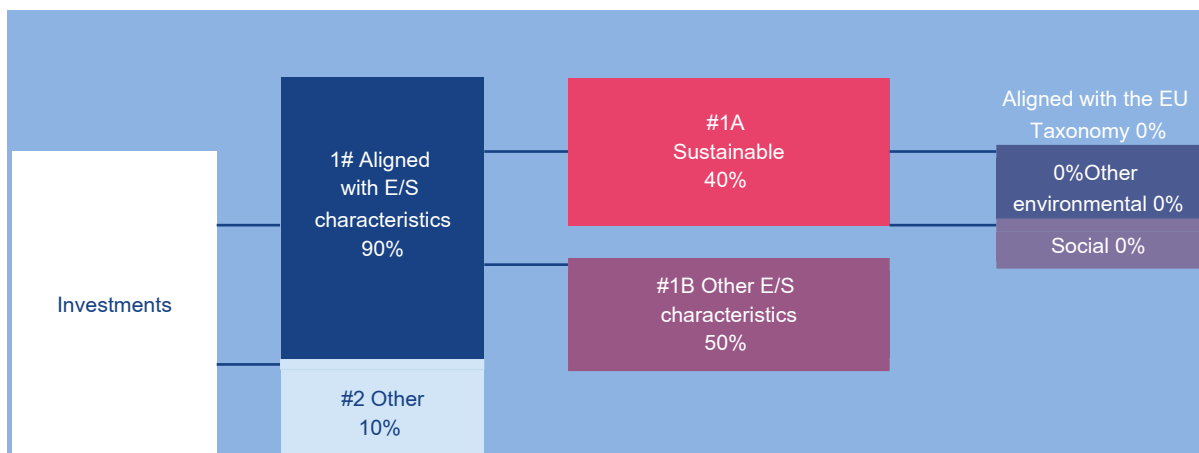 Investments
1# Aligned
with E/S
characteristics
90%
#2 Other
10%
#1A
Sustainable
40%
#1B Other E/S
characteristics
50%
Aligned with the EU
Taxonomy 0%
0%Other
environmental 0%
Social 0%